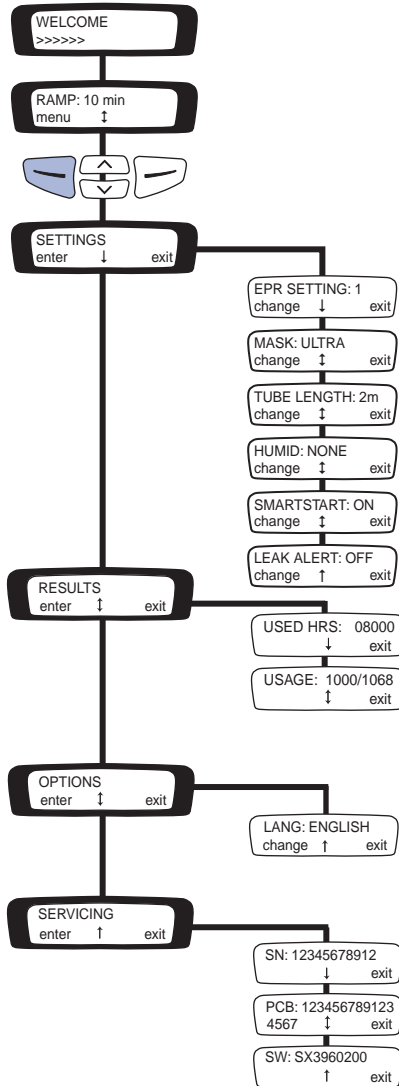 WELCOME
>>>>>>
RAMP: 10 min
menu ↕
SETTINGS
enter ↓ exit
EPR SETTING: 1
change ↓ exit
MASK: ULTRA
change ↕ exit
TUBE LENGTH: 2m
change ↕ exit
HUMID: NONE
change ↕ exit
SMARTSTART: ON
change ↕ exit
LEAK ALERT: OFF
change ↑ exit
RESULTS
enter ↕ exit
USED HRS: 08000
↓ exit
USAGE: 1000/1068
↕ exit
OPTIONS
enter ↕ exit
LANG: ENGLISH
change ↑ exit
SERVICING
enter ↑ exit
SN: 12345678912
↓ exit
PCB: 123456789123
4567 ↕ exit
SW: SX3960200
↑ exit